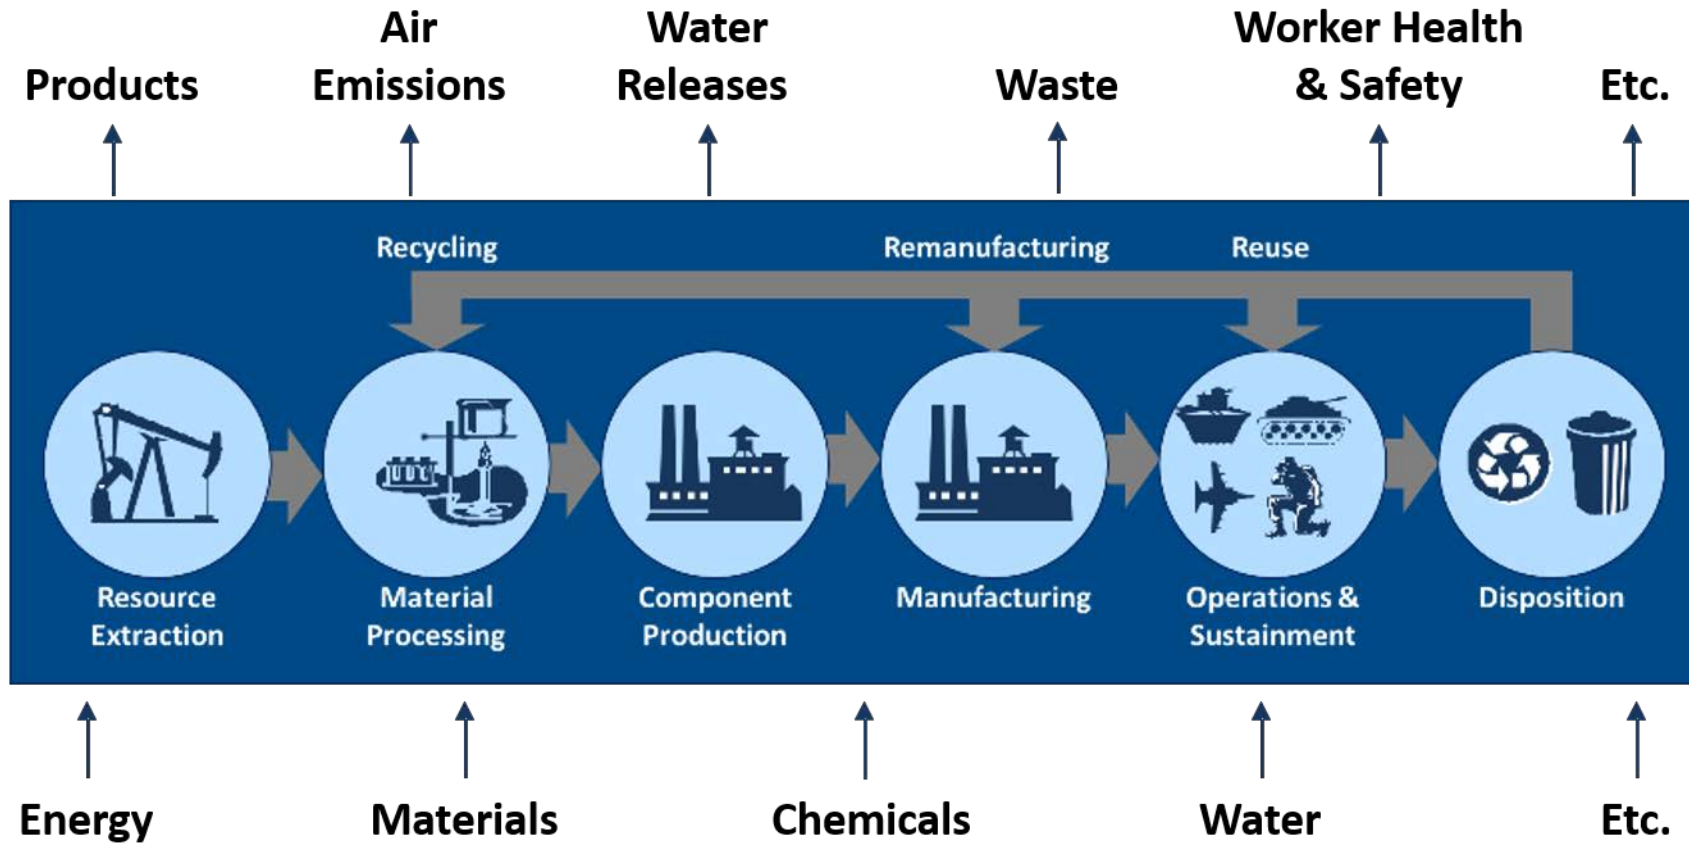 Air
Emissions
Water
Releases
Worker Health
& Safety
Products
Waste
Etc.
Recycling
Remanufacturing
Reuse
Resource
Extraction
Material
Processing
Component
Production
Manufacturing
Operations &
Sustainment
Disposition
Energy
Materials
Chemicals
Water
Etc.